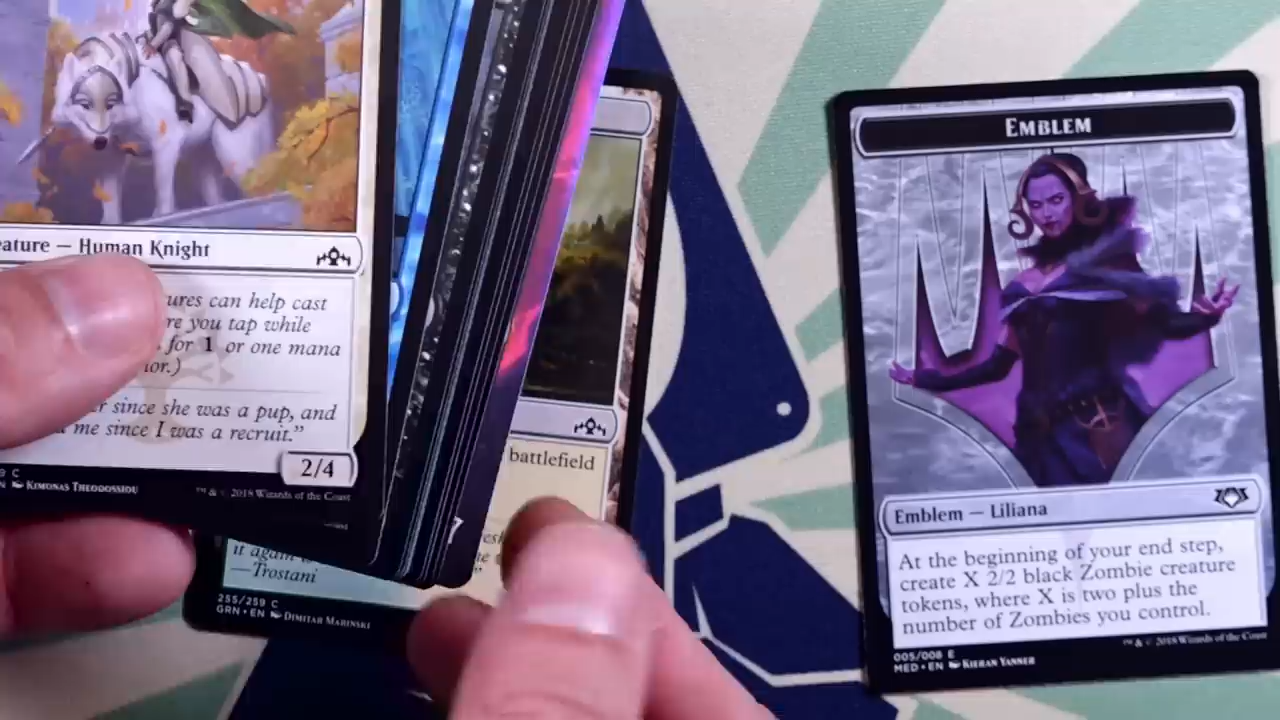 Creature — Human Knight
can help cast
you tap while
for 1 or one mana
since she was a pup, and
me since I was a recruit.”
2/4
C
KIMONAS THEODOSSIOU
™ & © 2018 Wizards of the Coast
battlefield
it again
—Trostani
255/259 C
GRN • EN DIMITAR MARINSKI
EMBLEM
Emblem — Liliana
At the beginning of your end step,
create X 2/2 black Zombie creature
tokens, where X is two plus the
number of Zombies you control.
005/008 E
MED • EN KIERAN YANNER
™ & © 2018 Wizards of the Coast